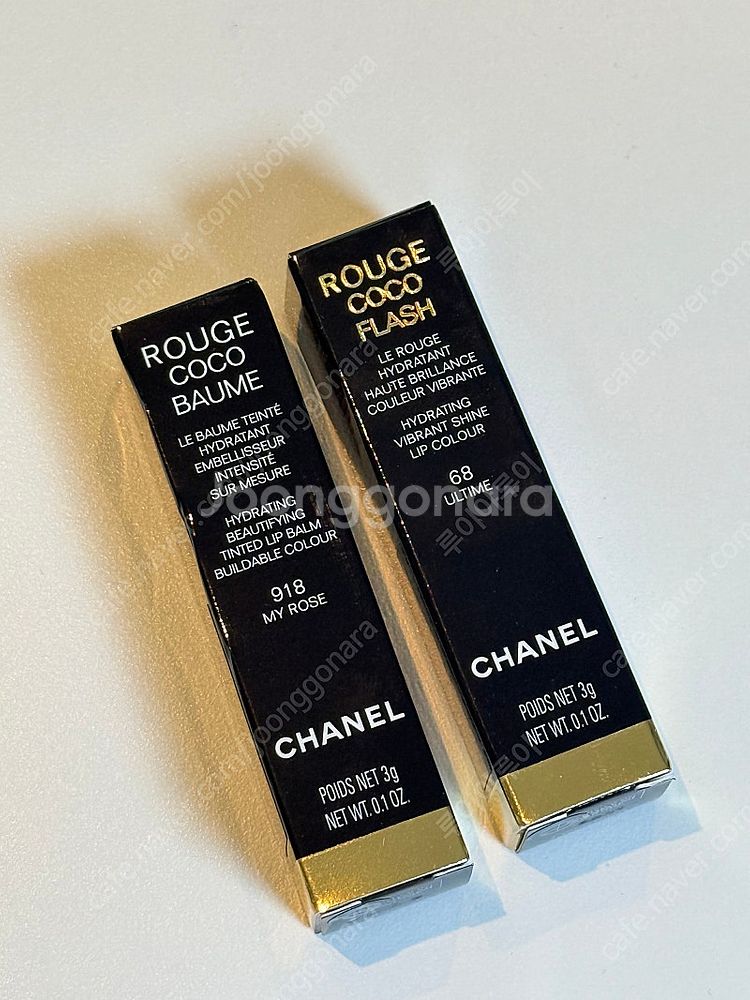 ROUGE
COCO
BAUME
LE BAUME TEINTÉ
HYDRATANT
EMBELLISSEUR
INTENSITÉ
SUR MESURE
HYDRATING
BEAUTIFYING
TINTED LIP BALM
BUILDABLE COLOUR
918
MY ROSE
CHANEL
POIDS NET 3g
NET WT. 0.1 OZ.
ROUGE
COCO
FLASH
LE ROUGE
HYDRATANT
HAUTE BRILLANCE
COULEUR VIBRANTE
HYDRATING
VIBRANT SHINE
LIP COLOUR
68
ULTIME
CHANEL
POIDS NET 3g
NET WT. 0.1 OZ.
Joonggonara
cafe.naver.com/joonggonara